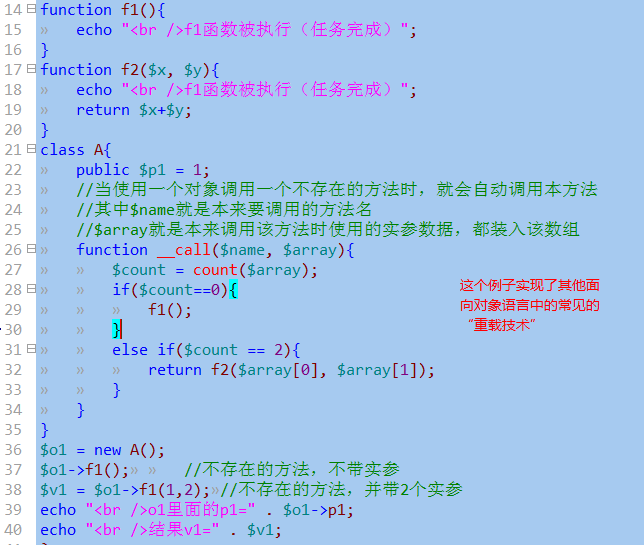 14 function f1(){
15 echo "<br />f1函数被执行（任务完成）";
16 }
17 function f2($x, $y){
18 echo "<br />f1函数被执行（任务完成）";
19 return $x+$y;
20 }
21 class A{
22 public $p1 = 1;
23 //当使用一个对象调用一个不存在的方法时，就会自动调用本方法
24 //其中$name就是本来要调用的方法名
25 //$array就是本来调用该方法时使用的实参数据，都装入该数组
26 function __call($name, $array){
27 $count = count($array);
28 if($count==0){
29 f1();
30 }
31 else if($count == 2){
32 return f2($array[0], $array[1]);
33 }
34 }
35 }
36 $o1 = new A();
37 $o1->f1(); //不存在的方法，不带实参
38 $v1 = $o1->f1(1,2); //不存在的方法，并带2个实参
39 echo "<br />o1里面的p1=" . $o1->p1;
40 echo "<br />结果v1=" . $v1;
这个例子实现了其他面
向对象语言中的常见的
“重载技术”